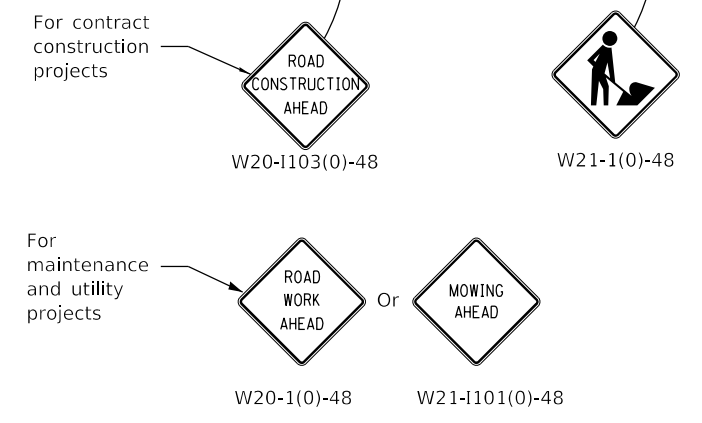 For contract
construction
projects
ROAD
CONSTRUCTION
AHEAD
W20-I103(0)-48
W21-1(0)-48
For
maintenance
and utility
projects
ROAD
WORK
AHEAD
Or
MOWING
AHEAD
W20-1(0)-48
W21-I101(0)-48